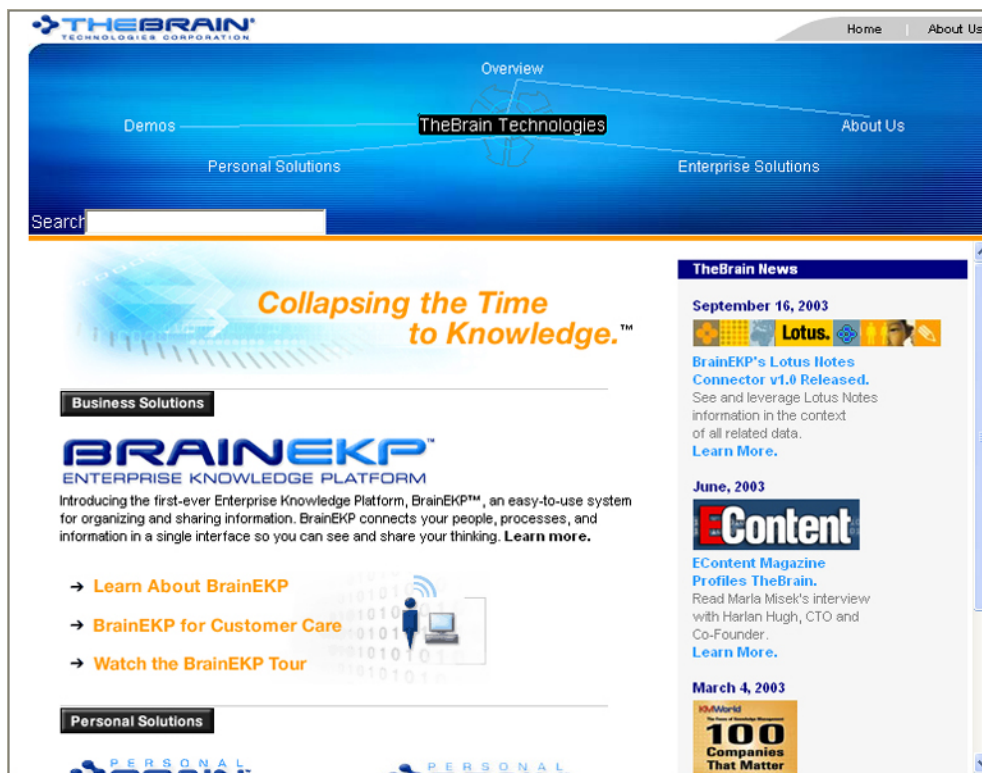 THEBRAIN
TECHNOLOGIES CORPORATION
Home | About Us
Overview
Demos
TheBrain Technologies
About Us
Personal Solutions
Enterprise Solutions
Search
Collapsing the Time
to Knowledge.™
Business Solutions
BRAINEKP™
ENTERPRISE KNOWLEDGE PLATFORM
Introducing the first-ever Enterprise Knowledge Platform, BrainEKP™, an easy-to-use system
for organizing and sharing information. BrainEKP connects your people, processes, and
information in a single interface so you can see and share your thinking. Learn more.
→ Learn About BrainEKP
→ BrainEKP for Customer Care
→ Watch the BrainEKP Tour
Personal Solutions
PERSONAL
PERSONAL
TheBrain News
September 16, 2003
Lotus.
BrainEKP's Lotus Notes
Connector v1.0 Released.
See and leverage Lotus Notes
information in the context
of all related data.
Learn More.
June, 2003
EContent
EContent Magazine
Profiles TheBrain.
Read Marla Misek's interview
with Harlan Hugh, CTO and
Co-Founder.
Learn More.
March 4, 2003
KMWorld
100
Companies
That Matter